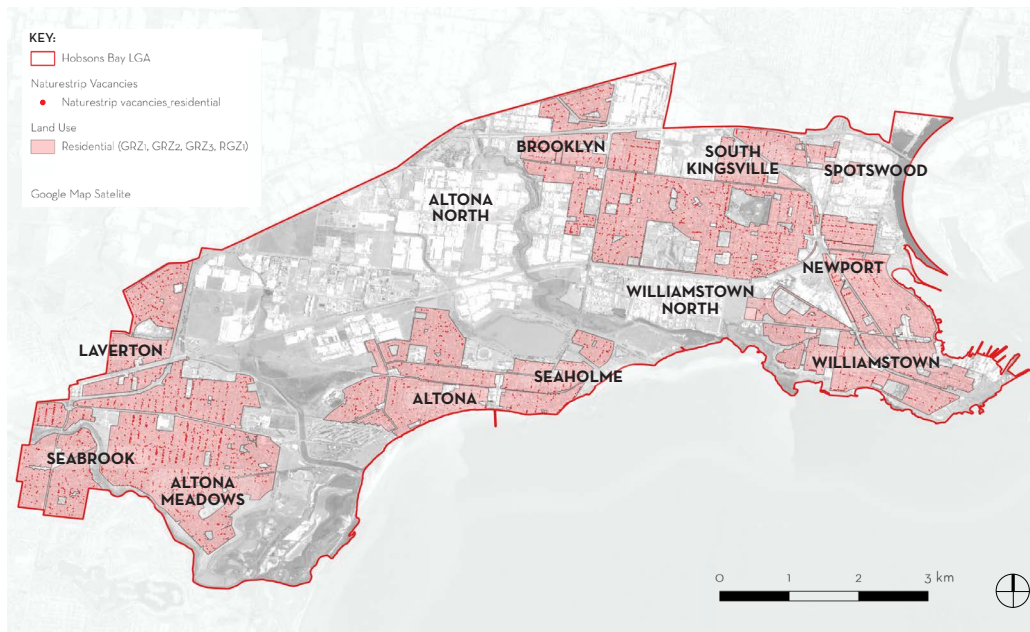 KEY:
Hobsons Bay LGA
Naturestrip Vacancies
Naturestrip vacancies_residential
Land Use
Residential (GRZ1, GRZ2, GRZ3, RGZ1)
Google Map Satelite
BROOKLYN
SOUTH
KINGSVILLE
SPOTSWOOD
ALTONA
NORTH
NEWPORT
WILLIAMSTOWN
NORTH
LAVERTON
WILLIAMSTOWN
SEAHOLME
ALTONA
SEABROOK
ALTONA
MEADOWS
0 1 2 3 km